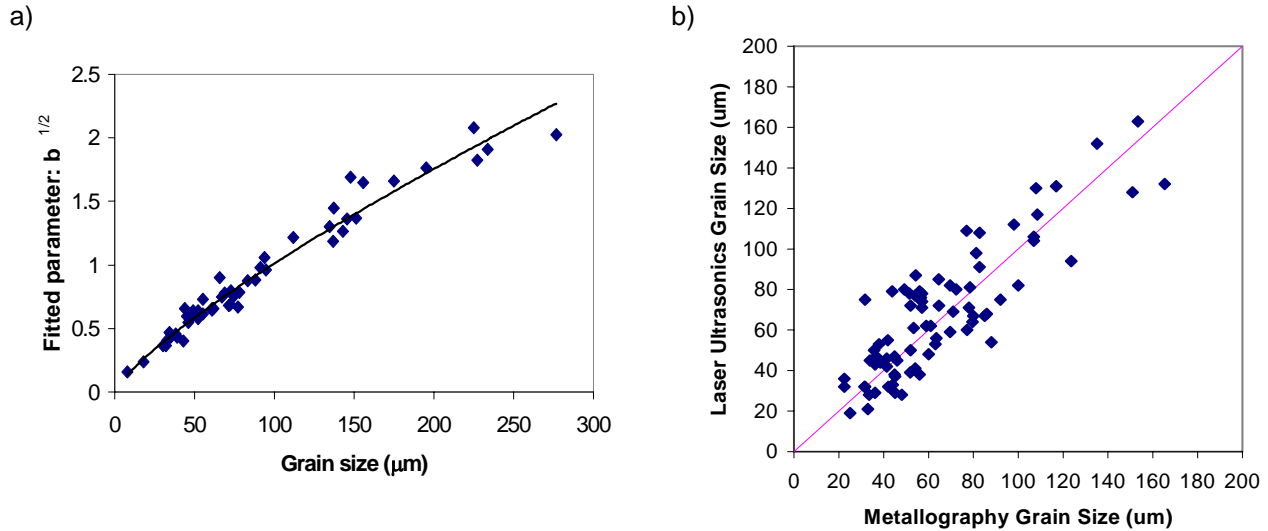 a)
2.5
2
1.5
1
0.5
0
0 50 100 150 200 250 300
Fitted parameter: b 1/2
Grain size (µm)
b)
200
180
160
140
120
100
80
60
40
20
0
0 20 40 60 80 100 120 140 160 180 200
Laser Ultrasonics Grain Size (um)
Metallography Grain Size (um)